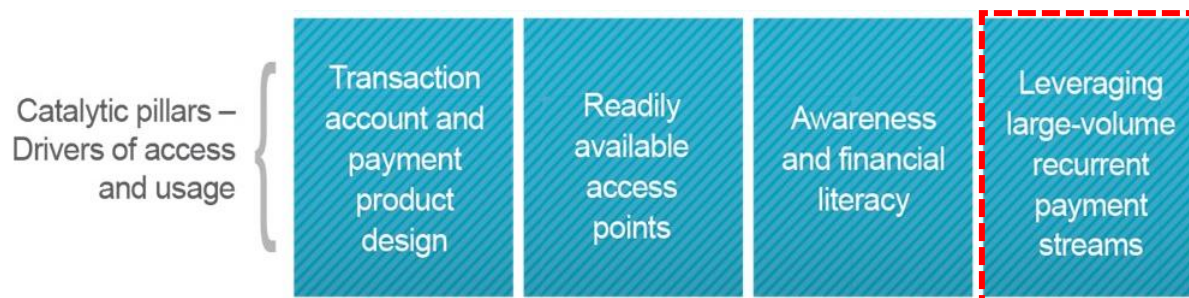 Catalytic pillars –
Drivers of access
and usage
Transaction
account and
payment
product
design
Readily
available
access
points
Awareness
and financial
literacy
Leveraging
large-volume
recurrent
payment
streams